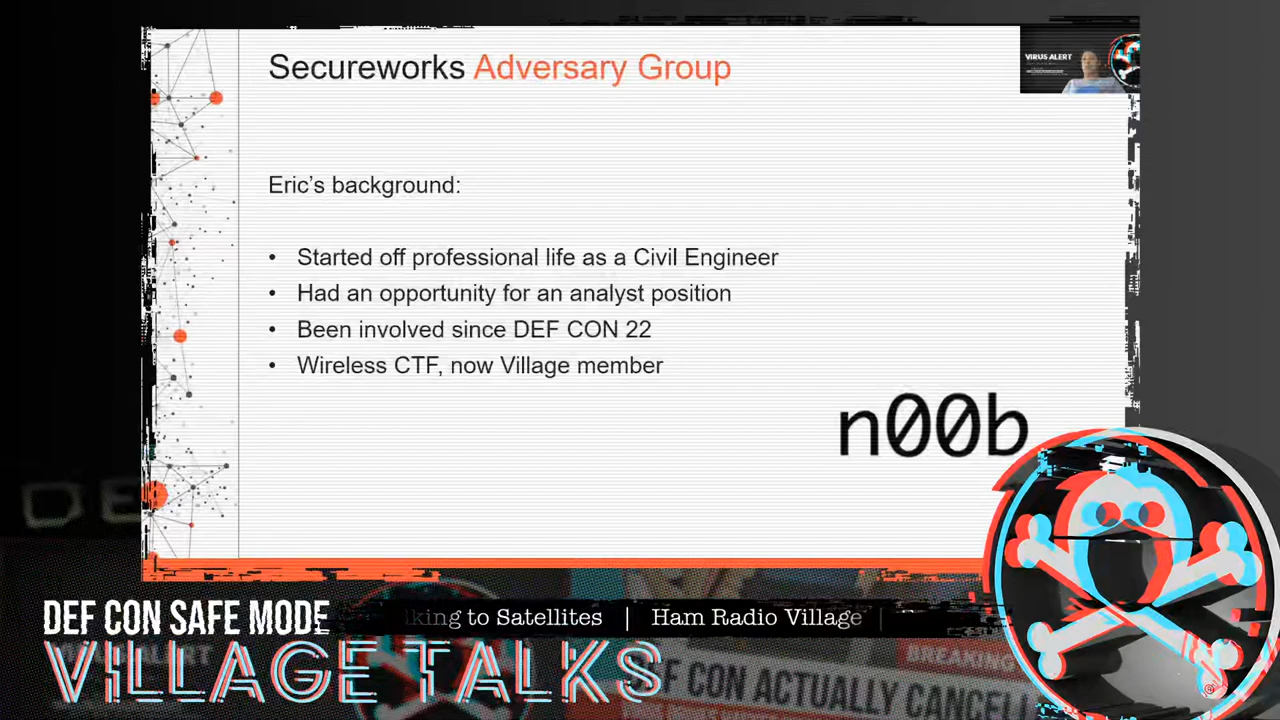 Secureworks Adversary Group
VIRUS ALERT
Eric's background:
• Started off professional life as a Civil Engineer
• Had an opportunity for an analyst position
• Been involved since DEF CON 22
• Wireless CTF, now Village member
n00b
DEF CON SAFE MODE
king to Satellites | Ham Radio Village |
VILLAGE TALKS
BREAKING
DEF CON ACTUALLY CANCELL